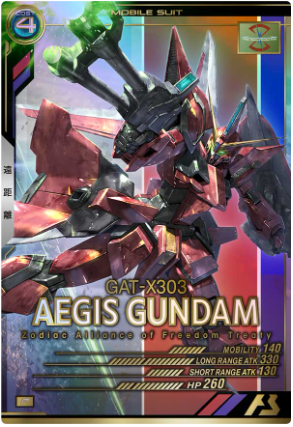 MOBILE SUIT
4
遠距離
GAT-X303
AEGIS GUNDAM
Zodiac Alliance of Freedom Treaty
MOBILITY 140
LONG RANGE ATK 330
SHORT RANGE ATK 130
HP 260